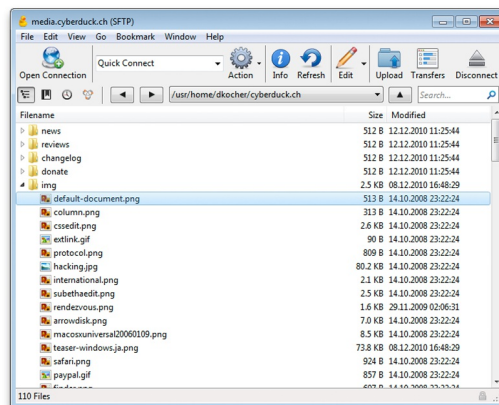 media.cyberduck.ch (SFTP)
File Edit View Go Bookmark Window Help
Quick Connect
Open Connection Action Info Refresh Edit Upload Transfers Disconnect
/usr/home/dkocher/cyberduck.ch Search...
Filename Size Modified
news 512 B 12.12.2010 11:25:44
reviews 512 B 12.12.2010 11:25:44
changelog 512 B 12.12.2010 11:25:44
donate 512 B 12.12.2010 11:25:44
img 2.5 KB 08.12.2010 16:48:29
default-document.png 513 B 14.10.2008 23:22:24
column.png 313 B 14.10.2008 23:22:24
cssedit.png 2.6 KB 14.10.2008 23:22:24
extlink.gif 90 B 14.10.2008 23:22:24
protocol.png 809 B 14.10.2008 23:22:24
hacking.jpg 80.2 KB 14.10.2008 23:22:24
international.png 2.1 KB 14.10.2008 23:22:24
subethaedit.png 2.5 KB 14.10.2008 23:22:24
rendezvous.png 1.6 KB 29.11.2009 02:06:31
arrowdisk.png 7.0 KB 14.10.2008 23:22:24
macosxuniversal20060109.png 8.5 KB 14.10.2008 23:22:24
teaser-windows.ja.png 73.8 KB 08.12.2010 16:48:29
safari.png 924 B 14.10.2008 23:22:24
paypal.gif 857 B 14.10.2008 23:22:24
110 Files